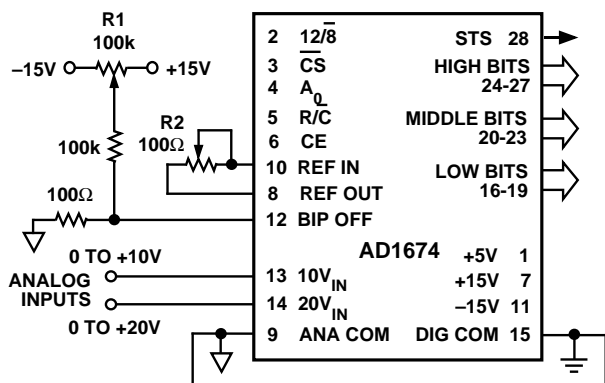 R1
100k
–15V
+15V
100k
R2
100Ω
100Ω
0 TO +10V
ANALOG
INPUTS
0 TO +20V
2 12/8̅
3 C̅S̅
4 A₀
5 R/C̅
6 CE
10 REF IN
8 REF OUT
12 BIP OFF
AD1674
13 10VIN
14 20VIN
9 ANA COM
STS 28
HIGH BITS
24-27
MIDDLE BITS
20-23
LOW BITS
16-19
+5V 1
+15V 7
–15V 11
DIG COM 15